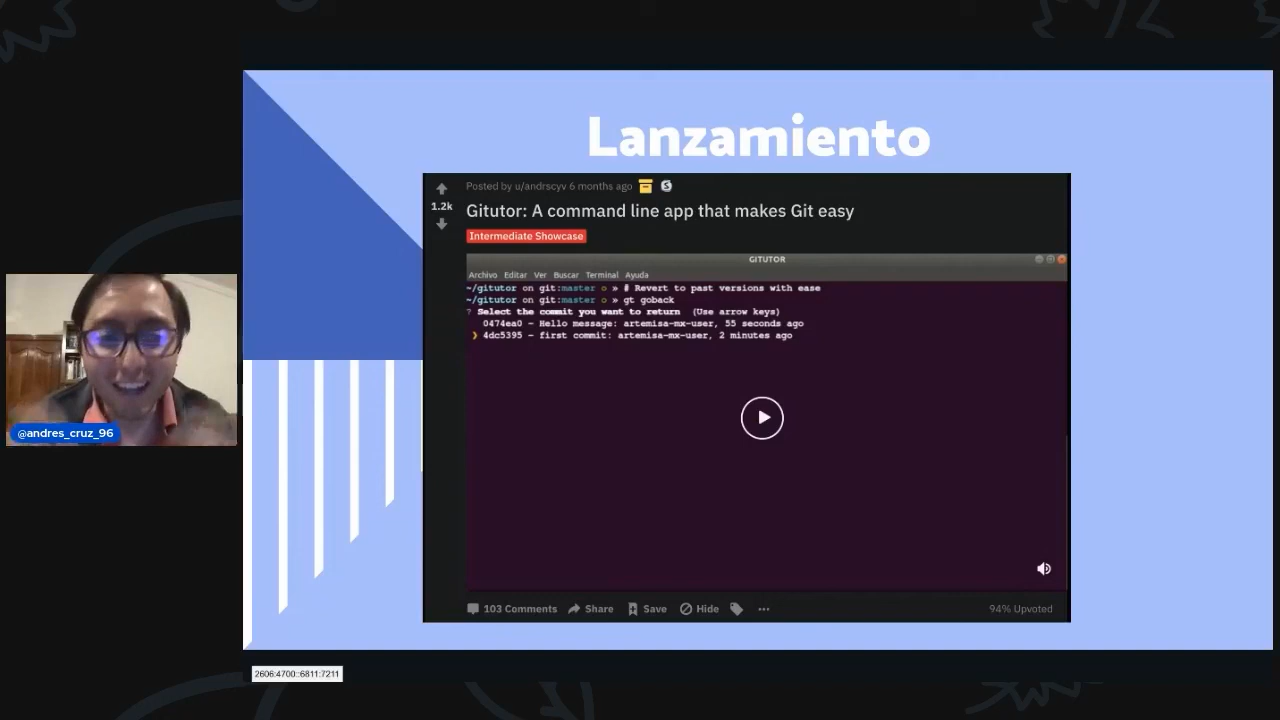 Lanzamiento
Posted by u/andrscyv 6 months ago
1.2k
Gitutor: A command line app that makes Git easy
Intermediate Showcase
GITUTOR
Archivo Editar Ver Buscar Terminal Ayuda
~/gitutor on git:master o » # Revert to past versions with ease
~/gitutor on git:master o » gt goback
? Select the commit you want to return (Use arrow keys)
0474ea0 - Hello message: artemisa-mx-user, 55 seconds ago
❯ 4dc5395 - first commit: artemisa-mx-user, 2 minutes ago
@andres_cruz_96
103 Comments Share Save Hide ... 94% Upvoted
2606:4700::6811:7211